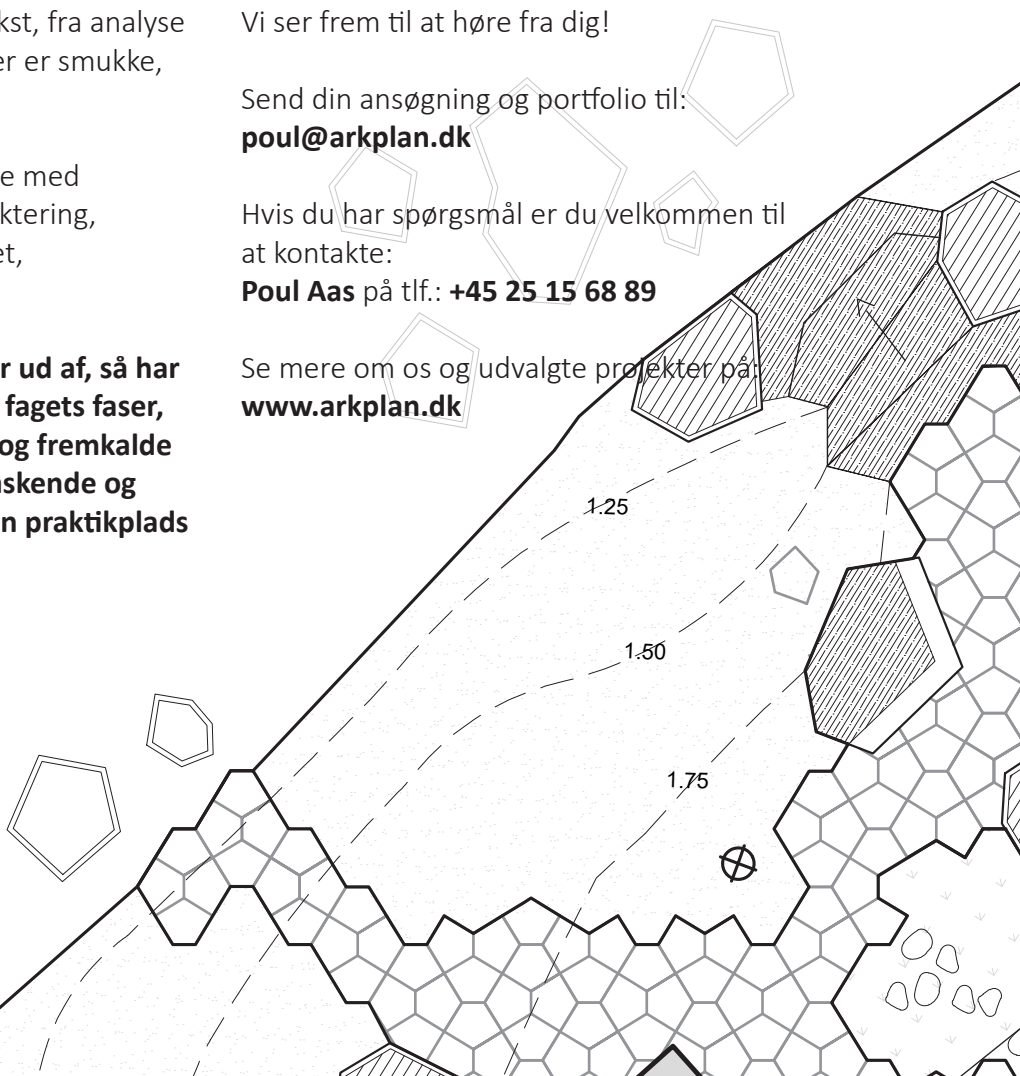 kst, fra analyse
er er smukke,
e med
ktering,
et,
r ud af, så har
fagets faser,
og fremkalde
skende og
n praktikplads
Vi ser frem til at høre fra dig!
Send din ansøgning og portfolio til:
poul@arkplan.dk
Hvis du har spørgsmål er du velkommen til
at kontakte:
Poul Aas på tlf.: +45 25 15 68 89
Se mere om os og udvalgte projekter på:
www.arkplan.dk
1.25
1.50
1.75